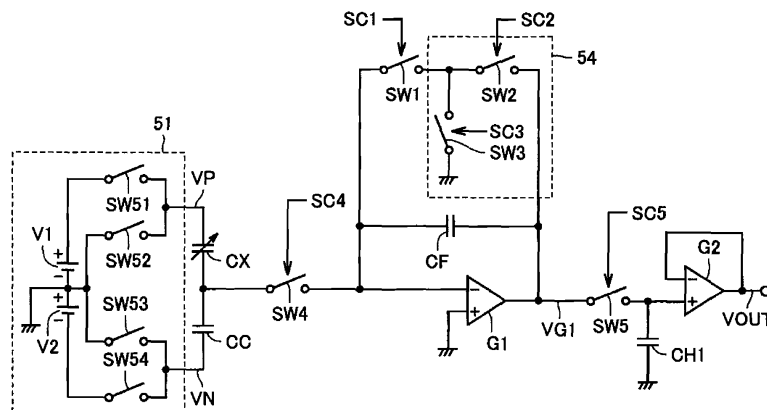 SC1
SC2
54
SW1
SW2
SC3
SW3
51
SW51
VP
SC4
SC5
V1
+
-
SW52
CX
CF
G2
+
-
V2
SW53
SW4
-
+
G1
VG1
SW5
-
+
VOUT
CC
CH1
SW54
VN